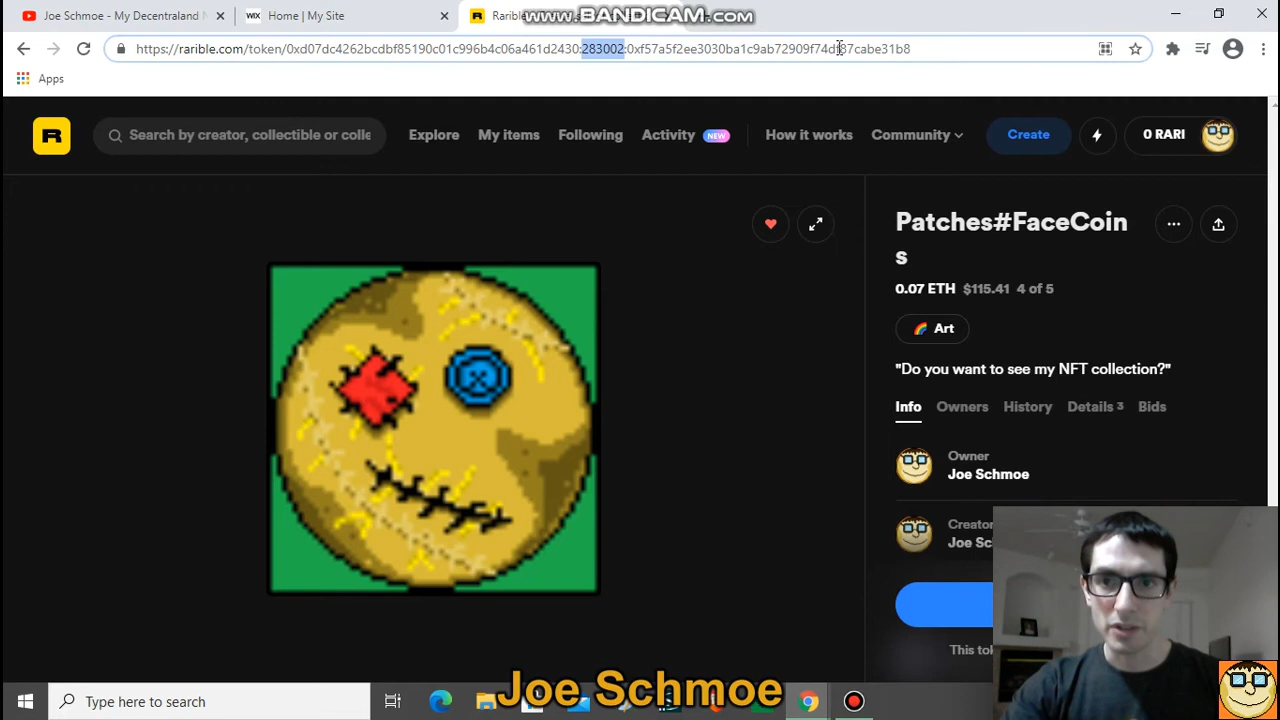 Joe Schmoe - My Decentraland M
Home | My Site
www.BANDICAM.com
https://rarible.com/token/0xd07dc4262bcdbf85190c01c996b4c06a461d2430:283002:0xf57a5f2ee3030ba1c9ab72909f74d187cabe31b8
Apps
R
Search by creator, collectible or colle
Explore
My items
Following
Activity
NEW
How it works
Community
Create
0 RARI
Patches#FaceCoin
s
0.07 ETH $115.41 4 of 5
Art
"Do you want to see my NFT collection?"
Info Owners History Details 3 Bids
Owner
Joe Schmoe
Creator
Joe Sc
This tok
Type here to search
Joe Schmoe